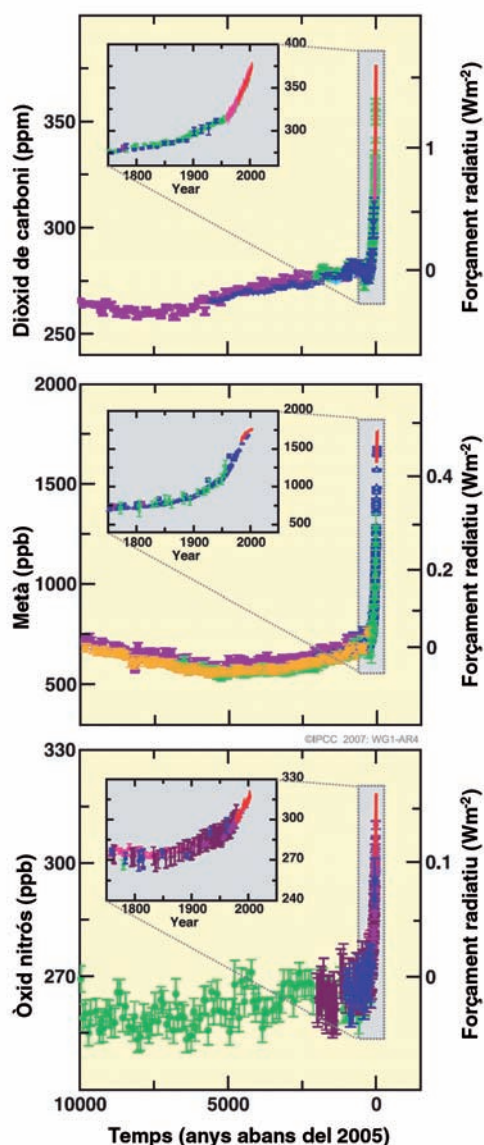 400
350
300
1800 1900 2000
Year
350
300
250
Diòxid de carboni (ppm)
1
0
Forçament radiatiu (Wm-2)
2000
1500
1000
500
Metà (ppb)
2000
1500
1000
500
1800 1900 2000
Year
0.4
0.2
0
Forçament radiatiu (Wm-2)
©IPCC 2007: WG1-AR4
330
300
270
Òxid nitrós (ppb)
330
300
270
240
1800 1900 2000
Year
0.1
0
Forçament radiatiu (Wm-2)
10000 5000 0
Temps (anys abans del 2005)